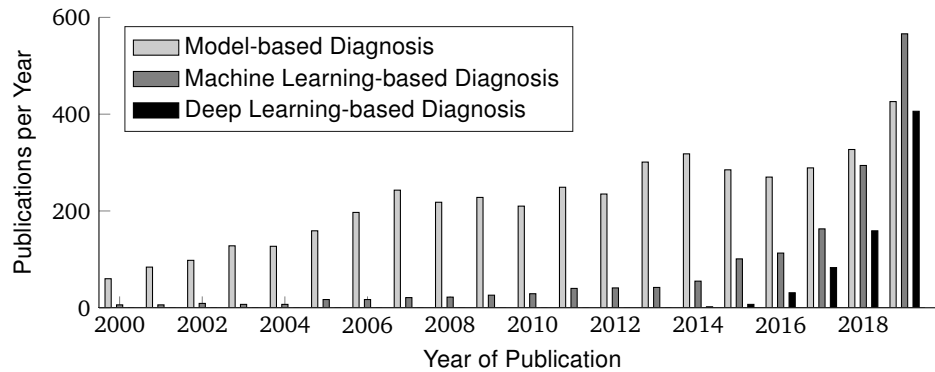 600
400
200
0
Publications per Year
Model-based Diagnosis
Machine Learning-based Diagnosis
Deep Learning-based Diagnosis
2000 2002 2004 2006 2008 2010 2012 2014 2016 2018
Year of Publication